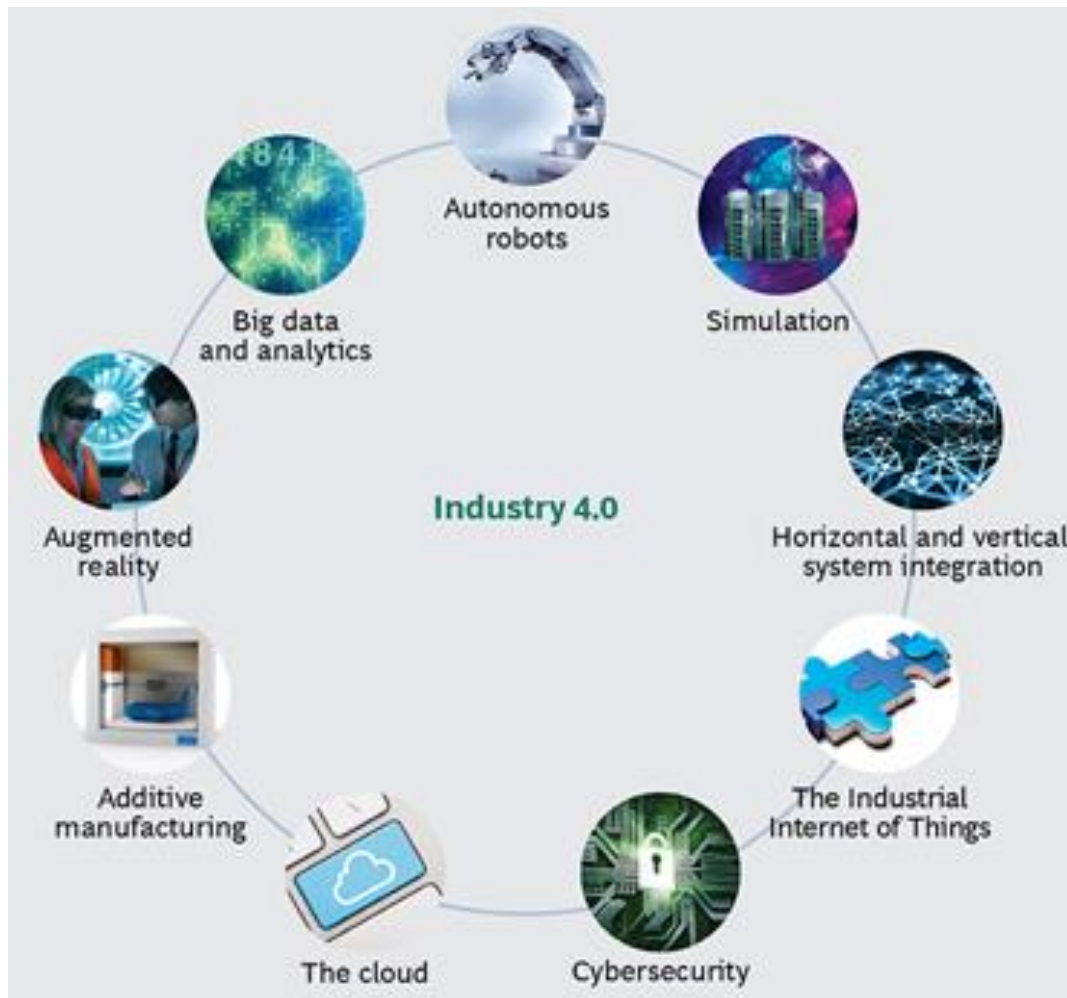 4841
Autonomous
robots
Big data
and analytics
Simulation
Augmented
reality
Industry 4.0
Horizontal and vertical
system integration
Additive
manufacturing
The Industrial
Internet of Things
The cloud
Cybersecurity